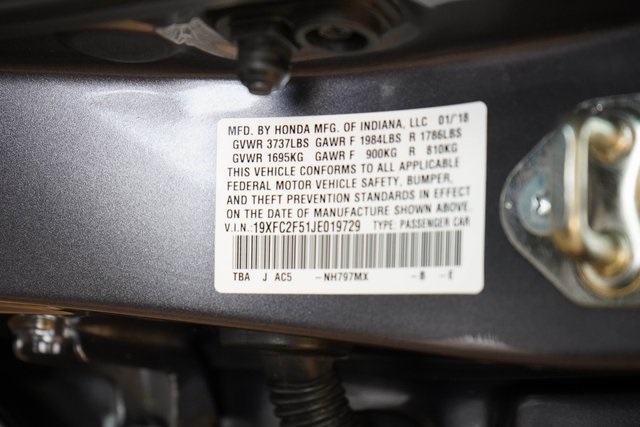 MFD. BY HONDA MFG. OF INDIANA, LLC 01/18
GVWR 3737LBS GAWR F 1984LBS R 1786LBS
GVWR 1695KG GAWR F 900KG R 810KG
THIS VEHICLE CONFORMS TO ALL APPLICABLE
FEDERAL MOTOR VEHICLE SAFETY, BUMPER,
AND THEFT PREVENTION STANDARDS IN EFFECT
ON THE DATE OF MANUFACTURE SHOWN ABOVE.
V.I.N.: 19XFC2F51JE019729 TYPE: PASSENGER CAR
TBA J AC5 -NH797MX -B -E